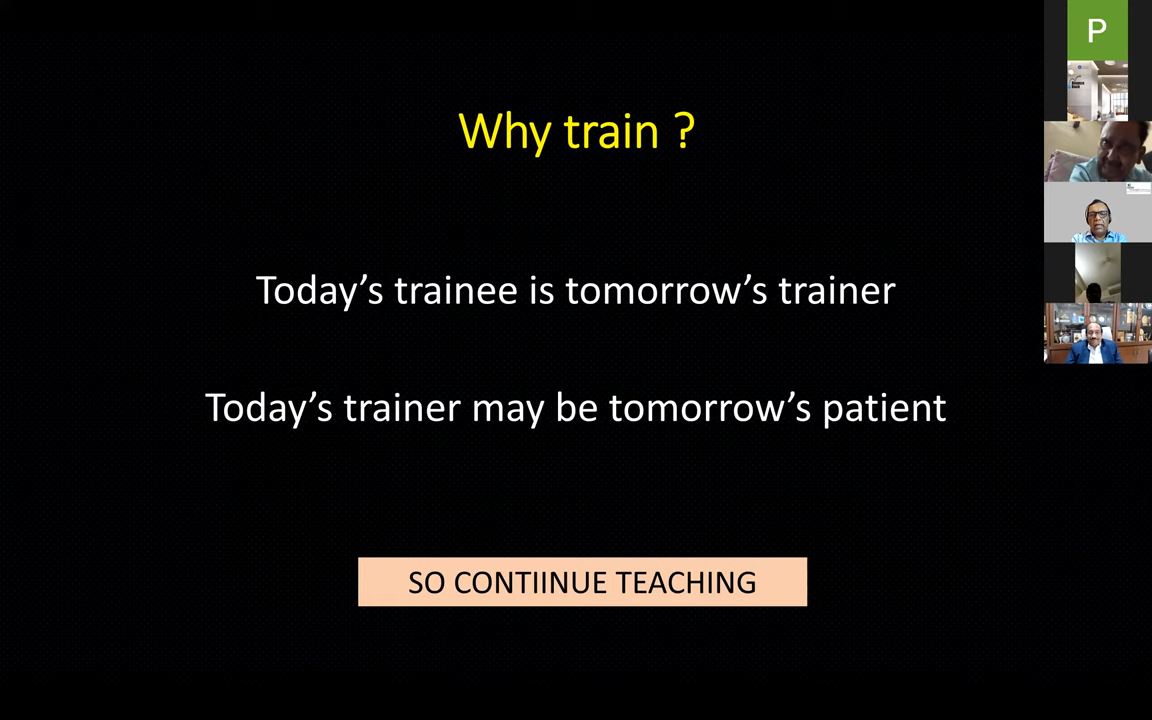 Why train ?
Today’s trainee is tomorrow’s trainer
Today’s trainer may be tomorrow’s patient
SO CONTIINUE TEACHING
P